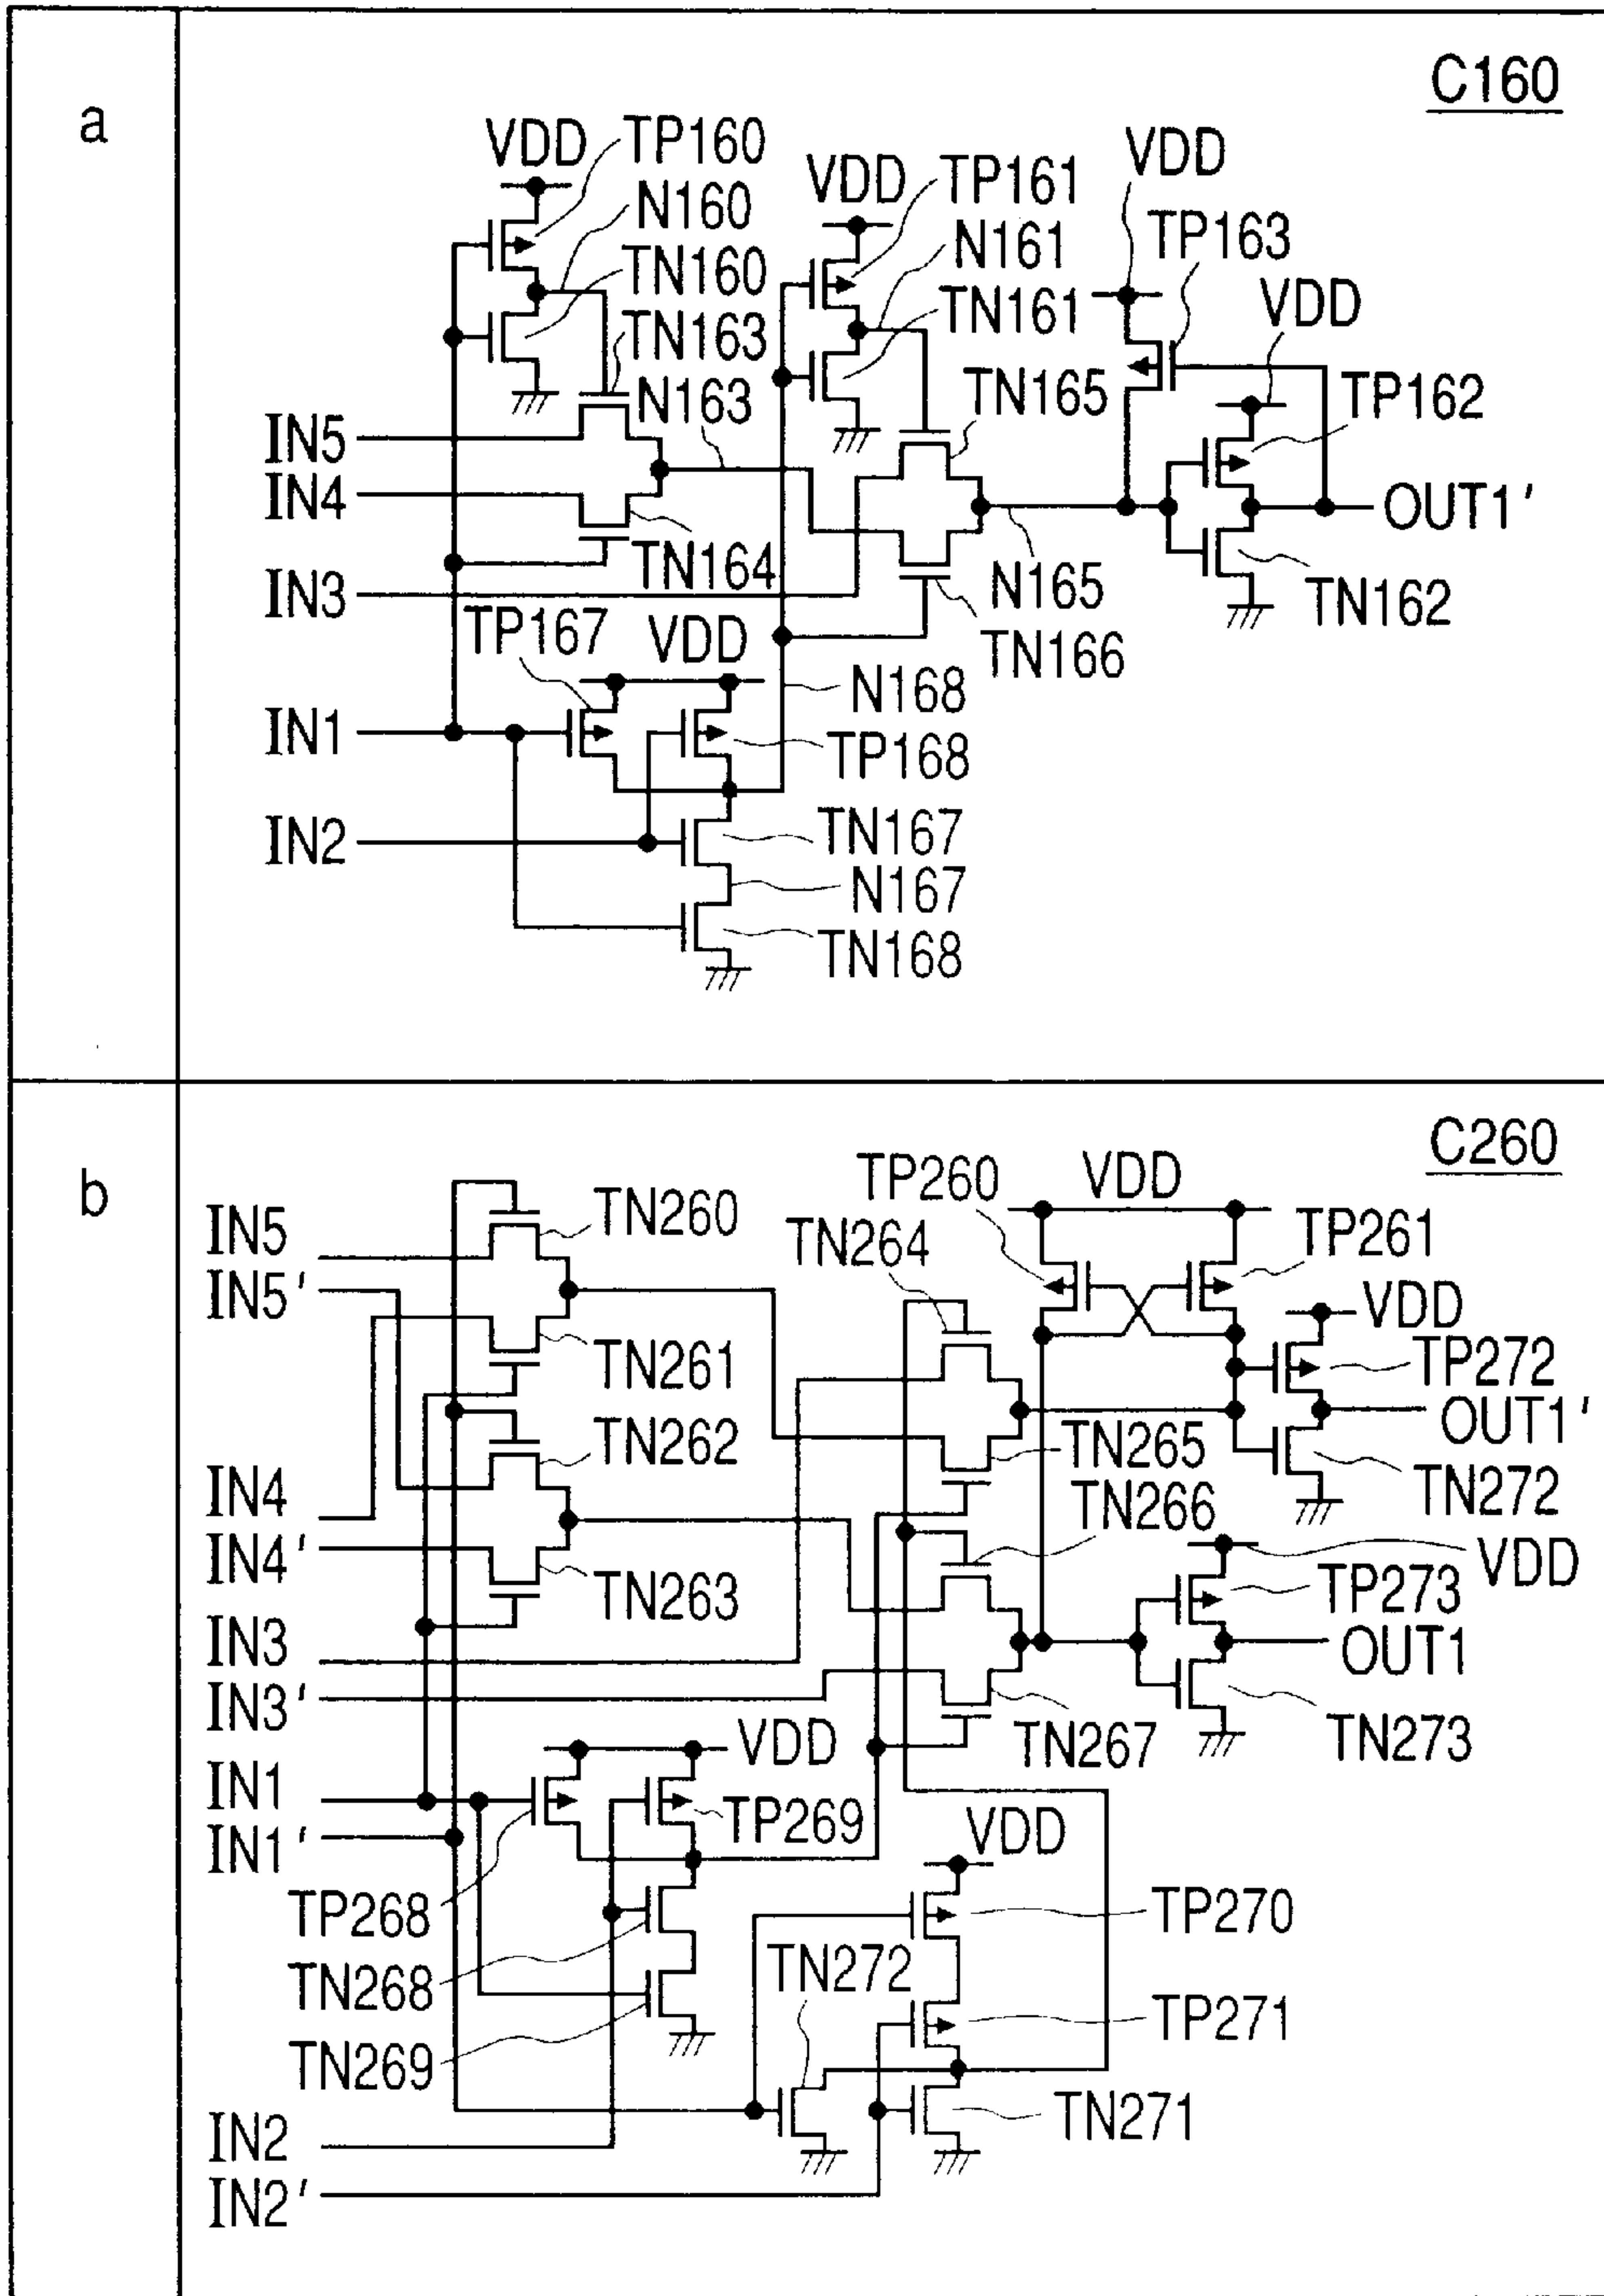 a
C160
VDD
TP160
N160
TN160
TN163
N163
VDD
TP161
N161
TN161
TN165
VDD
TP163
VDD
TP162
IN5
IN4
OUT1'
TN164
IN3
N165
TN162
TP167
VDD
TN166
N168
IN1
TP168
TN167
IN2
N167
TN168
b
C260
TP260
VDD
IN5
TN260
TN264
TP261
IN5'
VDD
TN261
TP272
OUT1'
TN262
TN265
TN272
IN4
TN266
IN4'
VDD
TN263
TP273
IN3
OUT1
IN3'
TN267
TN273
VDD
IN1
TP269
IN1'
VDD
TP268
TP270
TN272
TN268
TP271
TN269
TN271
IN2
IN2'